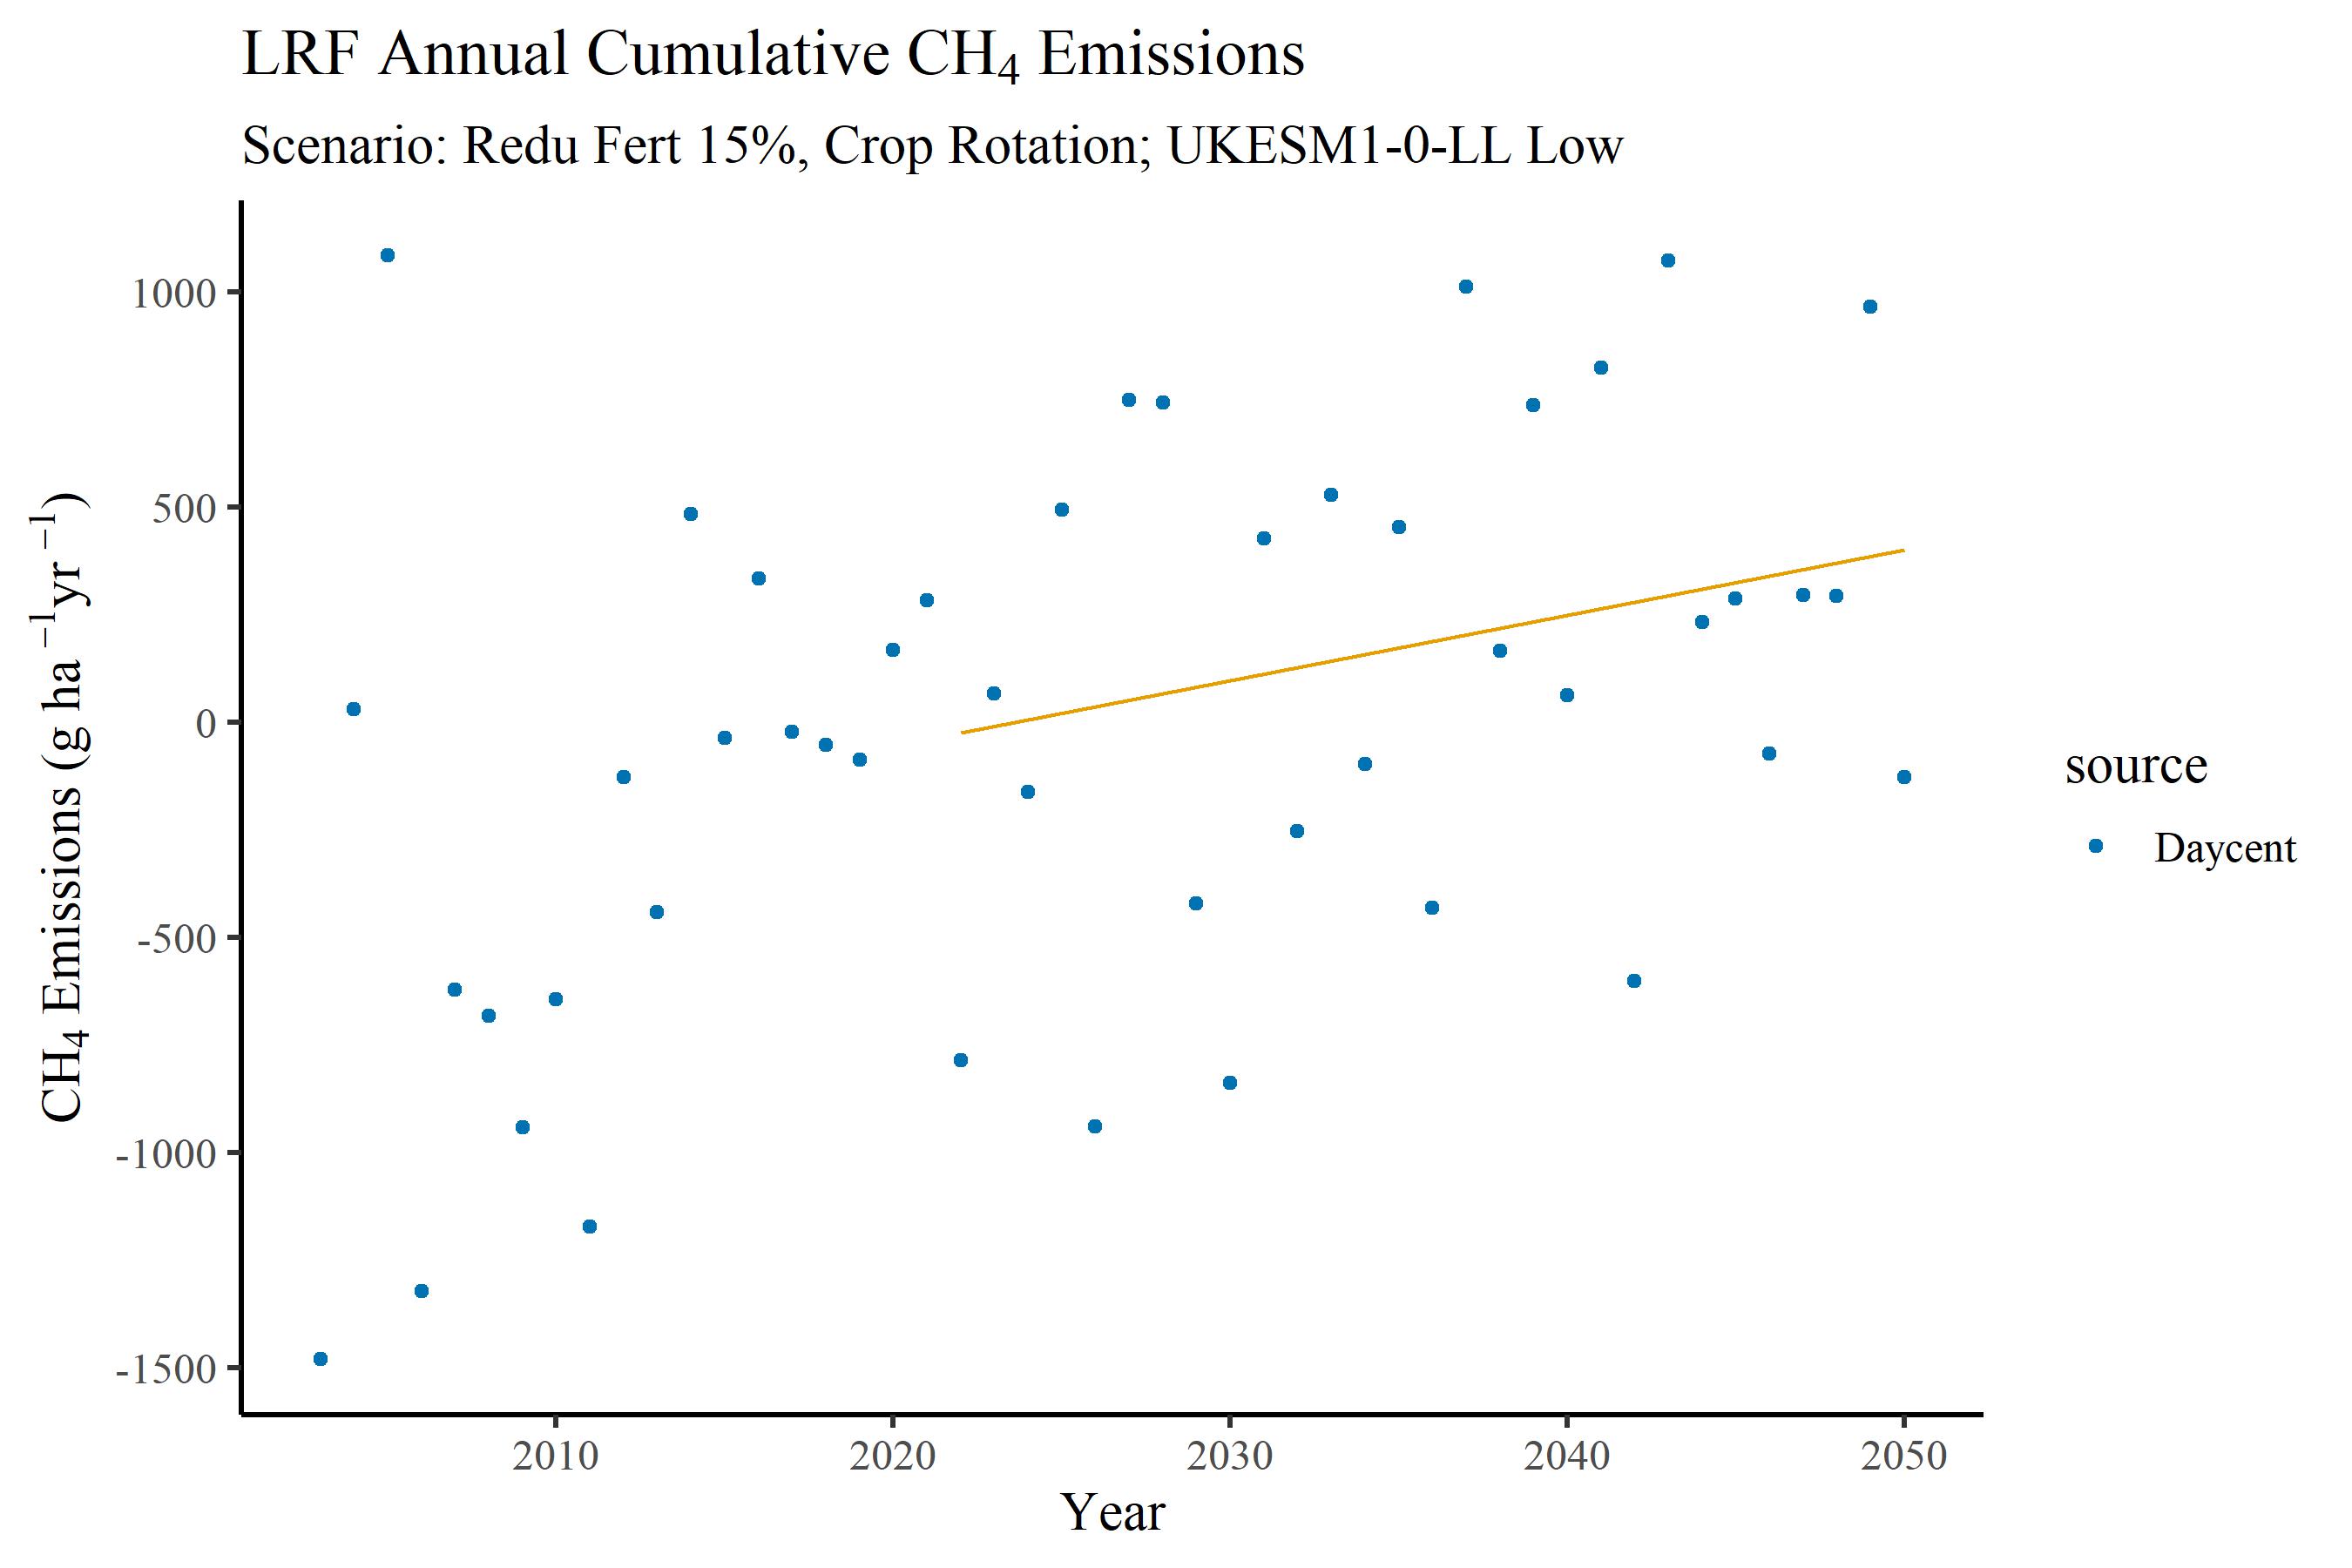 LRF Annual Cumulative CH₄ Emissions
Scenario: Redu Fert 15%, Crop Rotation; UKESM1-0-LL Low
CH₄ Emissions (g ha ⁻¹yr ⁻¹)
1000
500
0
-500
-1000
-1500
2010 2020 2030 2040 2050
Year
source
Daycent